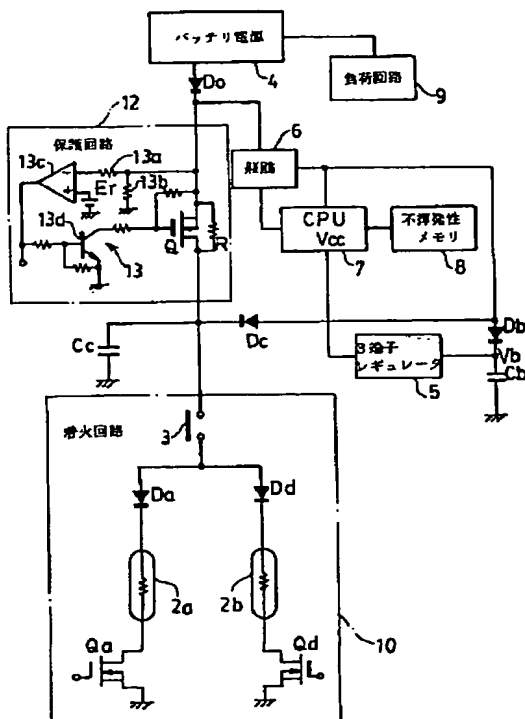 バッテリ電源
4
負荷回路
9
Do
12
保護回路
13c
13a
Er
13b
13d
13
Q
R
6
CPU
Vcc
7
不揮発性
メモリ
8
Db
Vb
Cb
Dc
Cc
3端子
レギュレータ
5
着火回路
3
Da
Dd
2a
2b
Qa
Qd
10